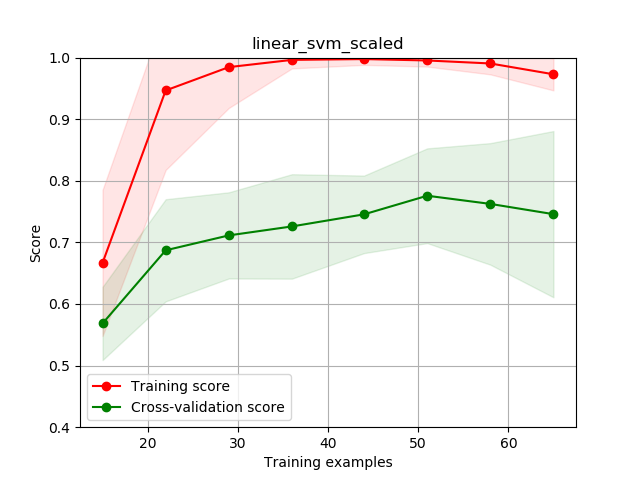 linear_svm_scaled
1.0
0.9
0.8
0.7
0.6
0.5
0.4
Score
Training score
Cross-validation score
20 30 40 50 60
Training examples